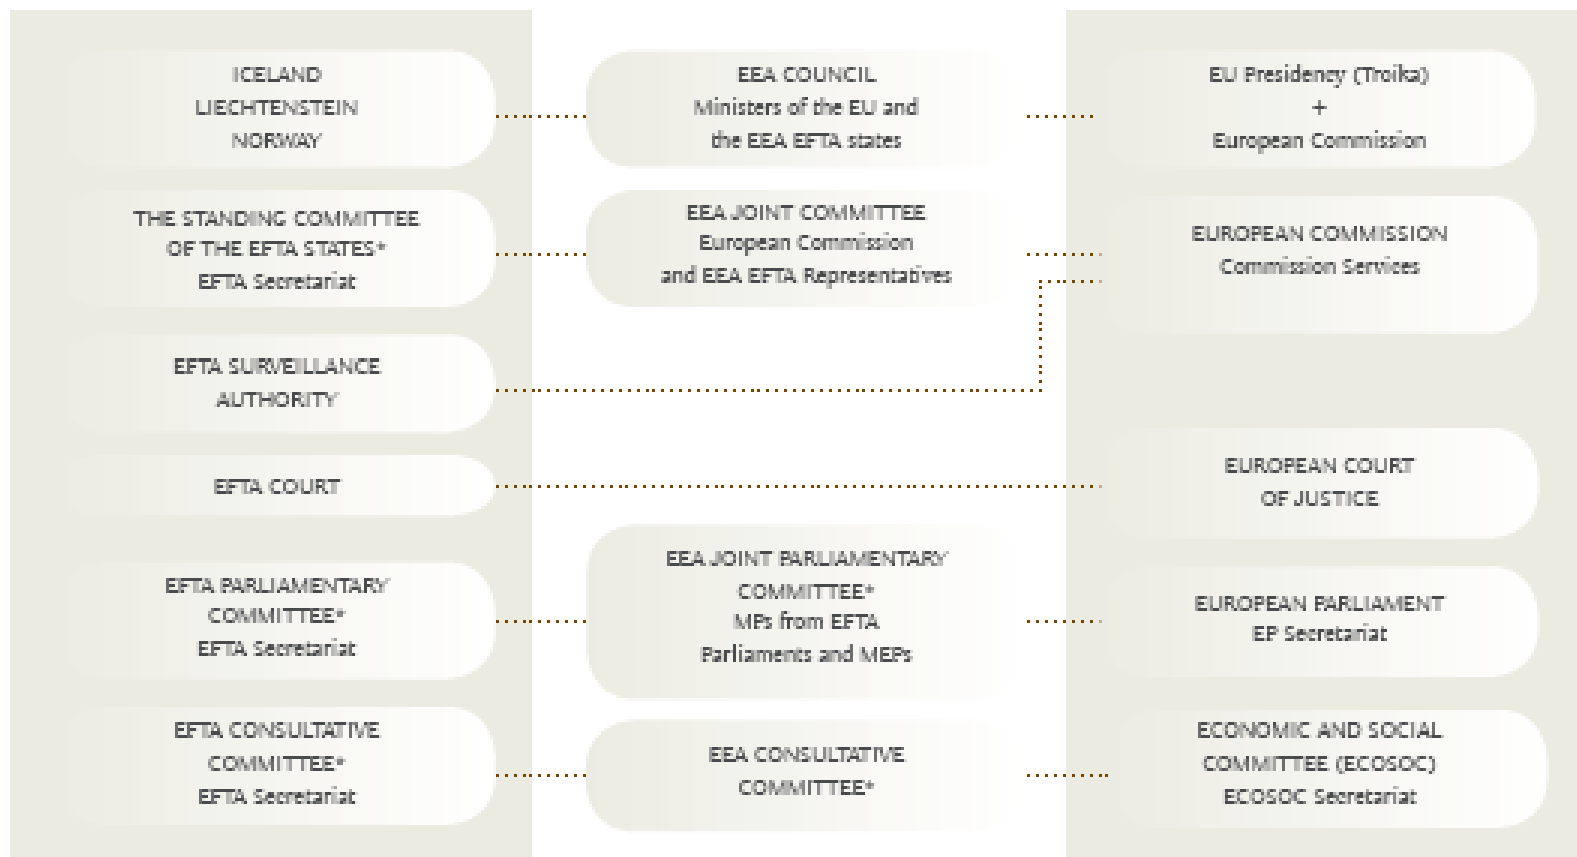 ICELAND
LIECHTENSTEIN
NORWAY
EEA COUNCIL
Ministers of the EU and
the EEA EFTA states
EU Presidency (Troika)
+
European Commission
THE STANDING COMMITTEE
OF THE EFTA STATES*
EFTA Secretariat
EEA JOINT COMMITTEE
European Commission
and EEA EFTA Representatives
EUROPEAN COMMISSION
Commission Services
EFTA SURVEILLANCE
AUTHORITY
EFTA COURT
EUROPEAN COURT
OF JUSTICE
EFTA PARLIAMENTARY
COMMITTEE*
EFTA Secretariat
EEA JOINT PARLIAMENTARY
COMMITTEE*
MPs from EFTA
Parliaments and MEPs
EUROPEAN PARLIAMENT
EP Secretariat
EFTA CONSULTATIVE
COMMITTEE*
EFTA Secretariat
EEA CONSULTATIVE
COMMITTEE*
ECONOMIC AND SOCIAL
COMMITTEE (ECOSOC)
ECOSOC Secretariat